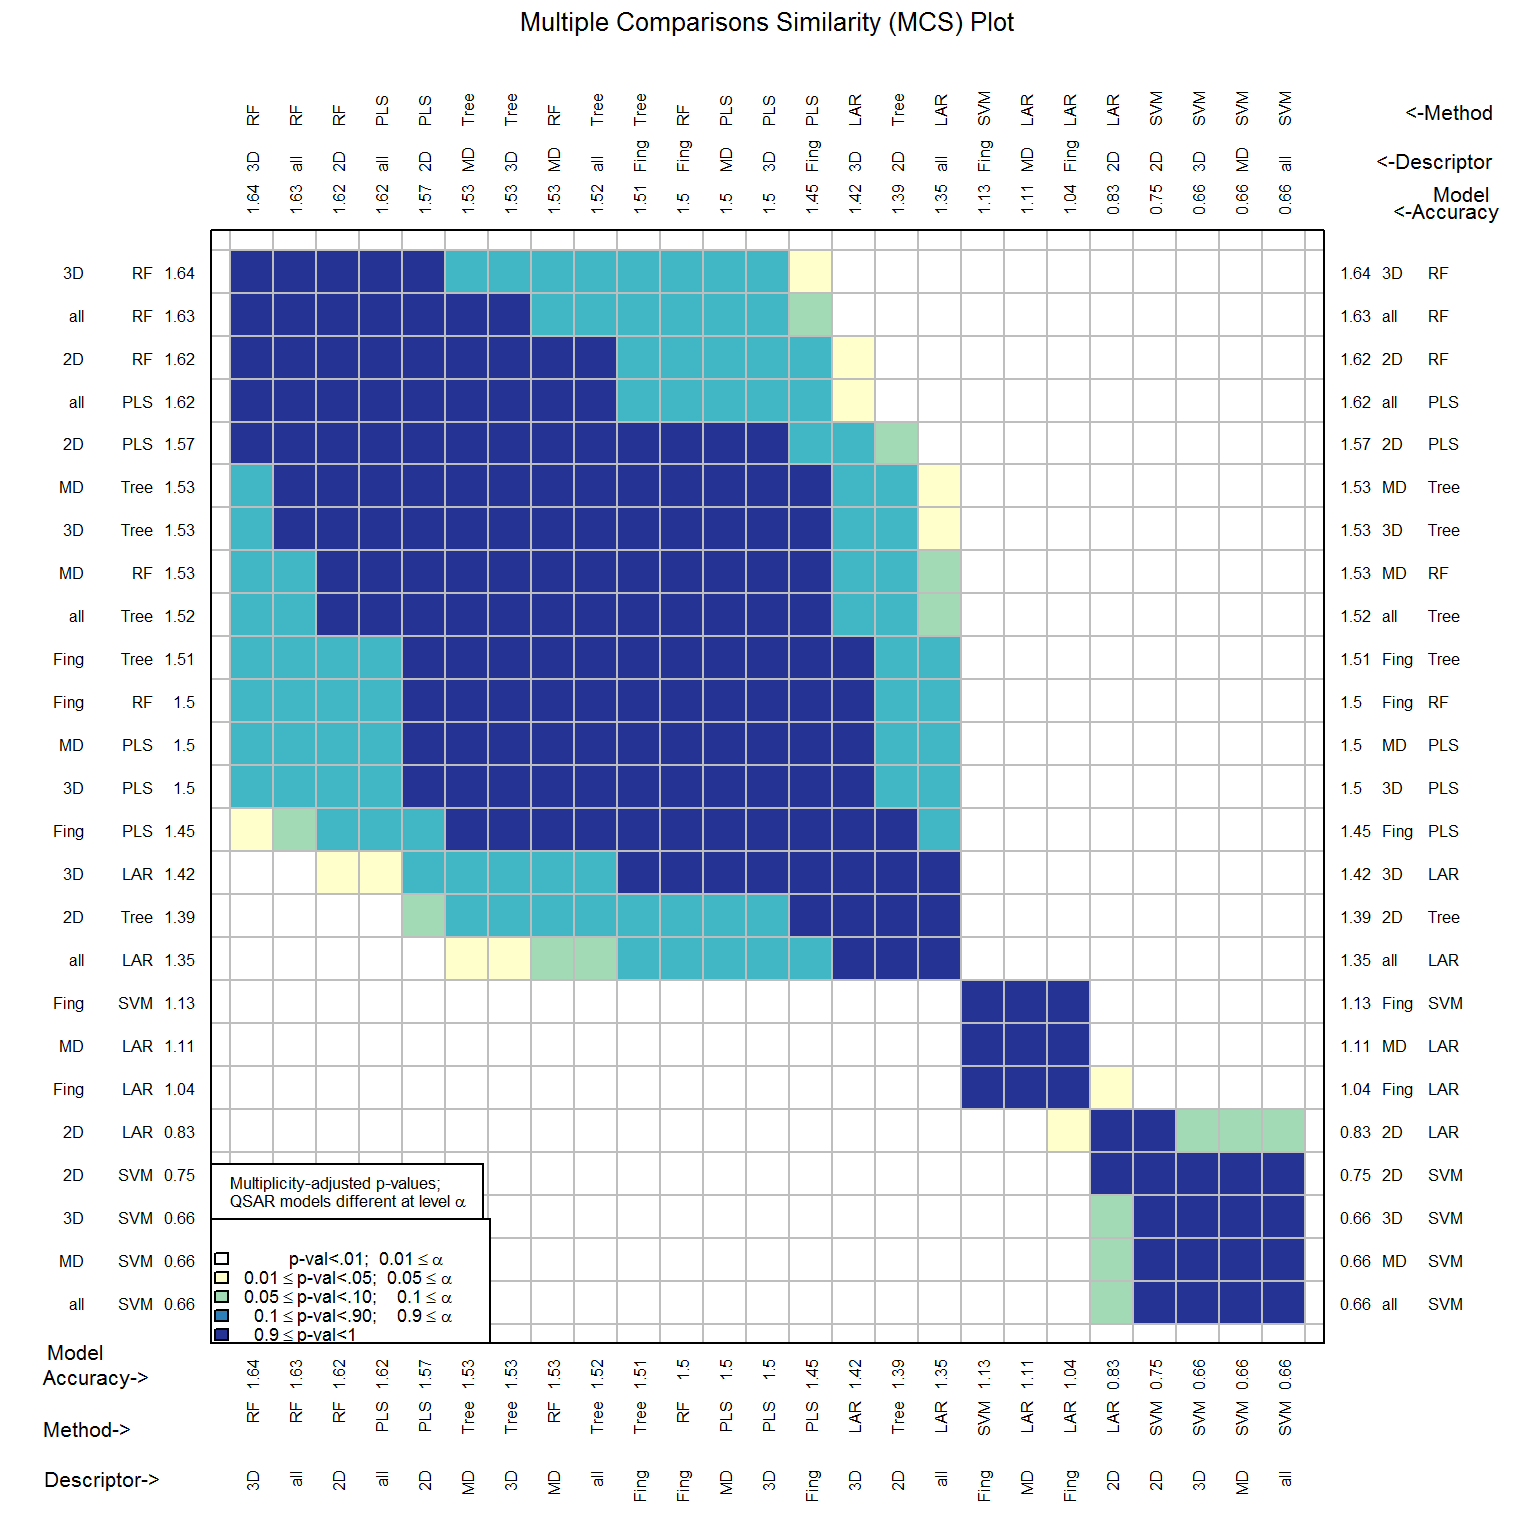 Multiple Comparisons Similarity (MCS) Plot
RF RF RF PLS PLS Tree Tree RF Tree Tree RF PLS PLS PLS LAR Tree LAR SVM LAR LAR LAR SVM SVM SVM SVM <-Method
3D all 2D all 2D MD 3D MD all Fing Fing MD 3D Fing 3D 2D all Fing MD Fing 2D 2D 3D MD all <-Descriptor
Model
1.64 1.63 1.62 1.62 1.57 1.53 1.53 1.53 1.52 1.51 1.5 1.5 1.5 1.45 1.42 1.39 1.35 1.13 1.11 1.04 0.83 0.75 0.66 0.66 0.66 <-Accuracy
3D RF 1.64 1.64 3D RF
all RF 1.63 1.63 all RF
2D RF 1.62 1.62 2D RF
all PLS 1.62 1.62 all PLS
2D PLS 1.57 1.57 2D PLS
MD Tree 1.53 1.53 MD Tree
3D Tree 1.53 1.53 3D Tree
MD RF 1.53 1.53 MD RF
all Tree 1.52 1.52 all Tree
Fing Tree 1.51 1.51 Fing Tree
Fing RF 1.5 1.5 Fing RF
MD PLS 1.5 1.5 MD PLS
3D PLS 1.5 1.5 3D PLS
Fing PLS 1.45 1.45 Fing PLS
3D LAR 1.42 1.42 3D LAR
2D Tree 1.39 1.39 2D Tree
all LAR 1.35 1.35 all LAR
Fing SVM 1.13 1.13 Fing SVM
MD LAR 1.11 1.11 MD LAR
Fing LAR 1.04 1.04 Fing LAR
2D LAR 0.83 0.83 2D LAR
2D SVM 0.75 0.75 2D SVM
3D SVM 0.66 0.66 3D SVM
MD SVM 0.66 0.66 MD SVM
all SVM 0.66 0.66 all SVM
Multiplicity-adjusted p-values;
QSAR models different at level α
p-val<.01; 0.01 ≤ α
0.01 ≤ p-val<.05; 0.05 ≤ α
0.05 ≤ p-val<.10; 0.1 ≤ α
0.1 ≤ p-val<.90; 0.9 ≤ α
0.9 ≤ p-val<1
Model
Accuracy-> 1.64 1.63 1.62 1.62 1.57 1.53 1.53 1.53 1.52 1.51 1.5 1.5 1.5 1.45 1.42 1.39 1.35 1.13 1.11 1.04 0.83 0.75 0.66 0.66 0.66
Method-> RF RF RF PLS PLS Tree Tree RF Tree Tree RF PLS PLS PLS LAR Tree LAR SVM LAR LAR LAR SVM SVM SVM SVM
Descriptor-> 3D all 2D all 2D MD 3D MD all Fing Fing MD 3D Fing 3D 2D all Fing MD Fing 2D 2D 3D MD all